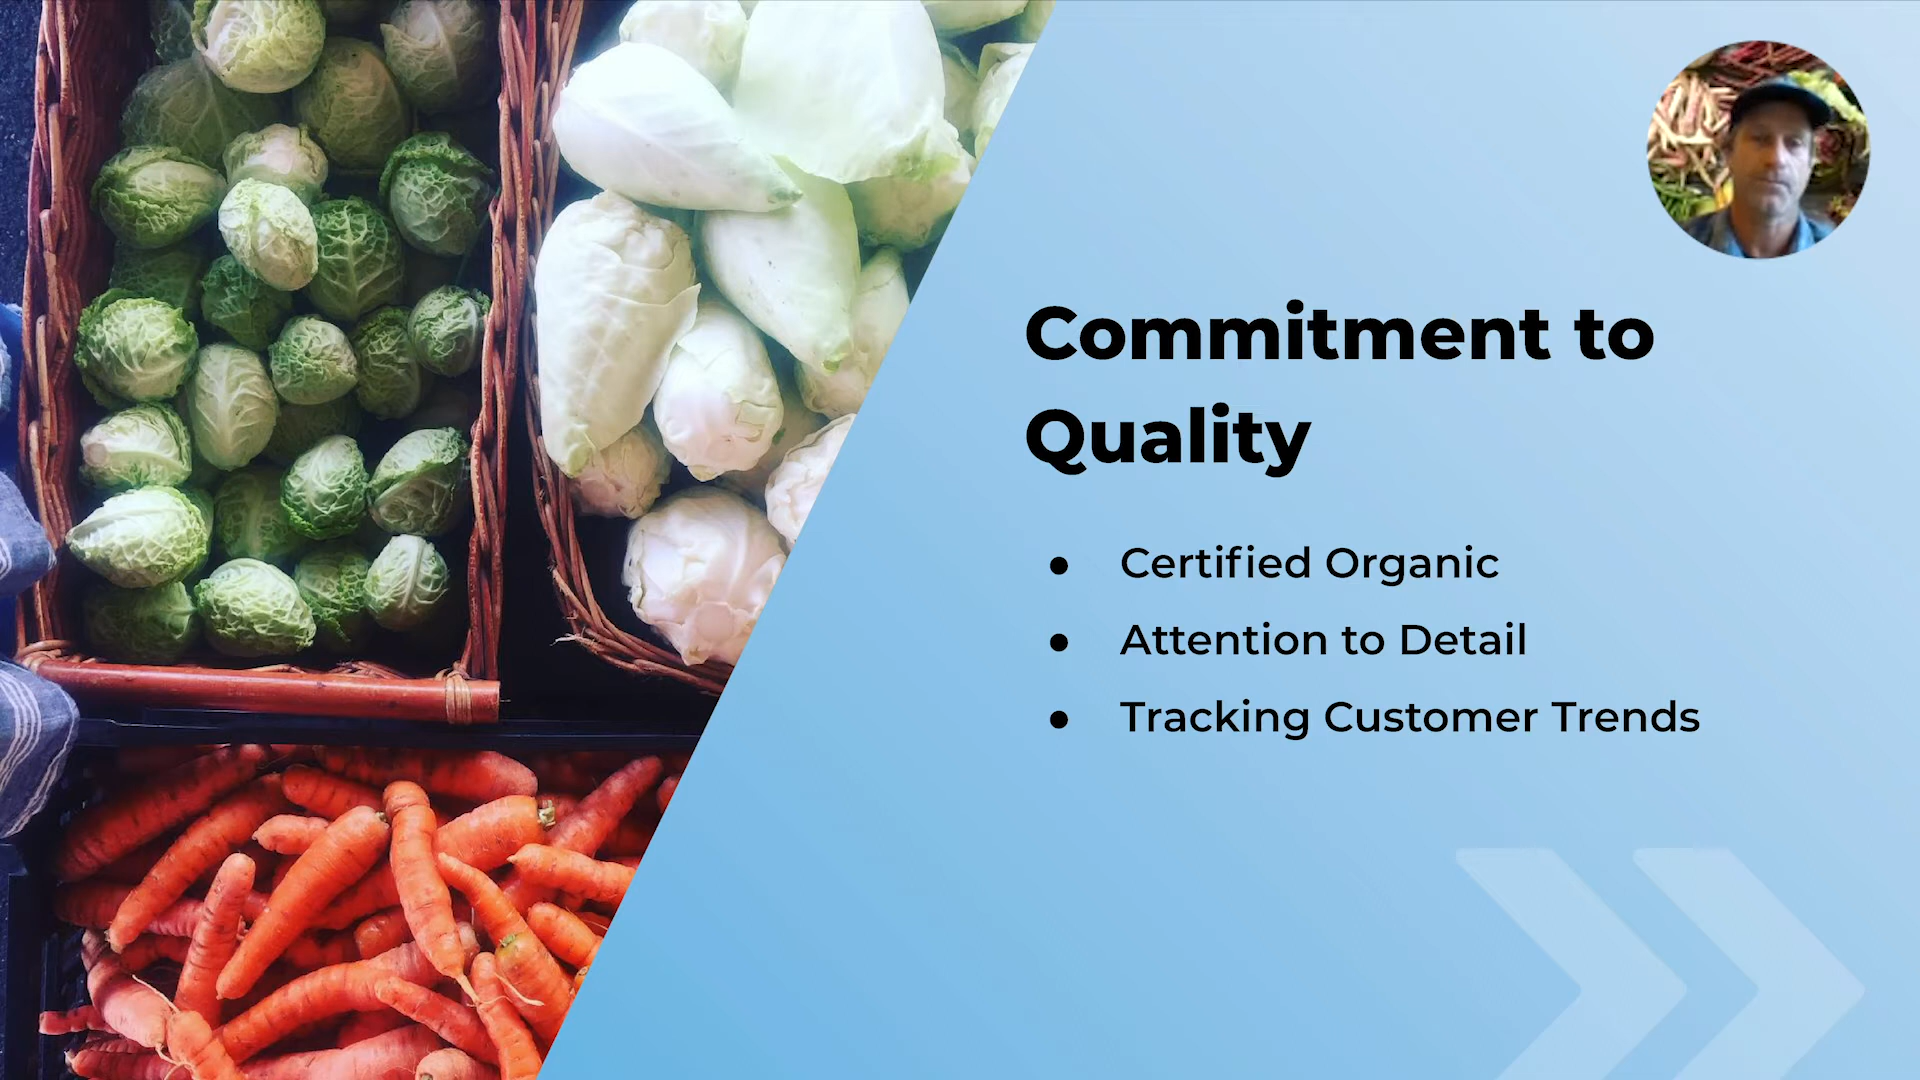 Commitment to
Quality
● Certified Organic
● Attention to Detail
● Tracking Customer Trends